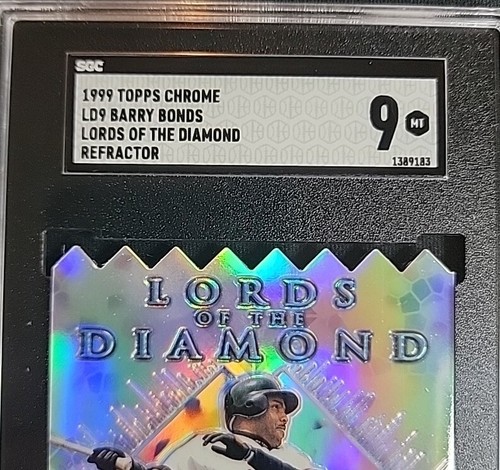 SGC
1999 TOPPS CHROME
LD9 BARRY BONDS
LORDS OF THE DIAMOND
REFRACTOR
9 MT
1389183
LORDS
OF THE
DIAMOND